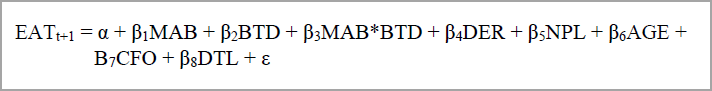 EATt+1 = α + β1MAB + β2BTD + β3MAB*BTD + β4DER + β5NPL + β6AGE +
B7CFO + β8DTL + ε